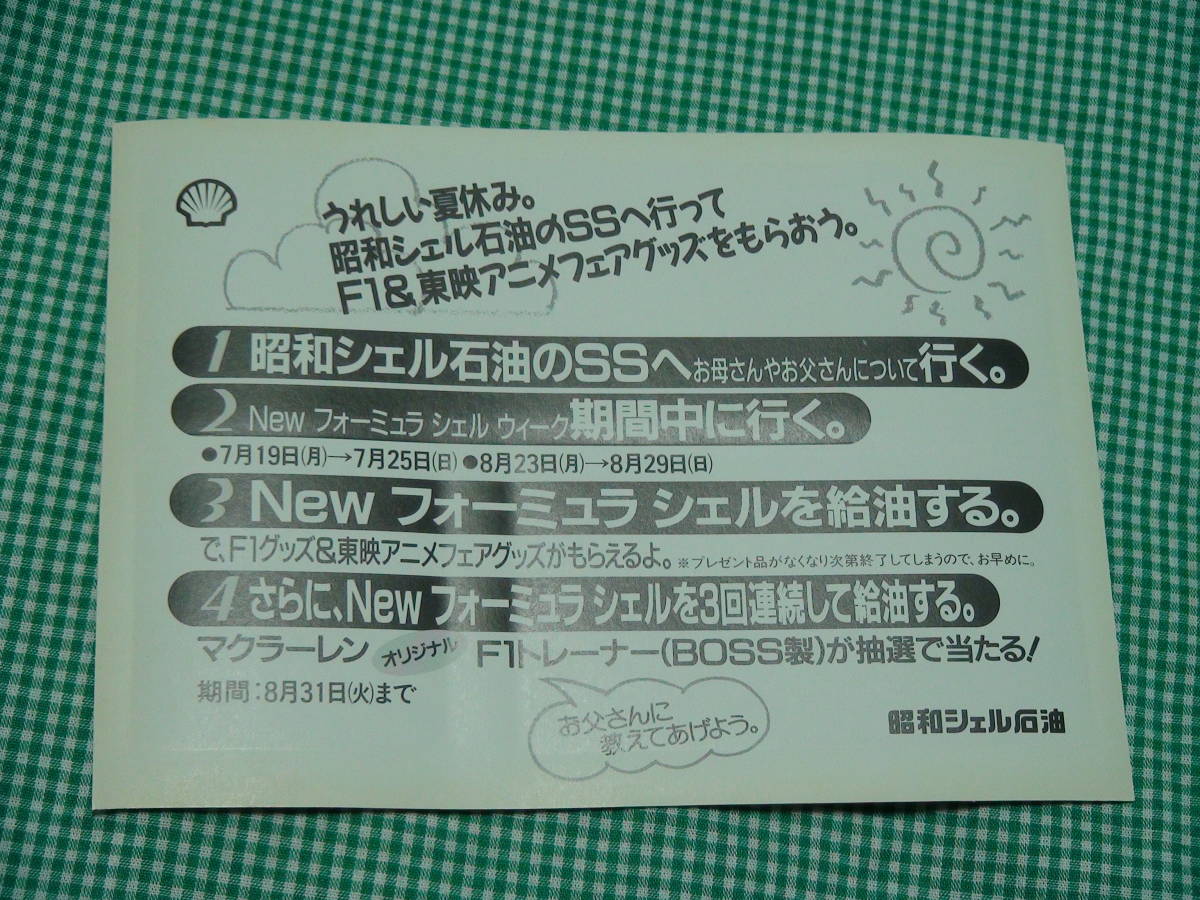 うれしい夏休み。
昭和シェル石油のSSへ行って
F1&東映アニメフェアグッズをもらおう。
1 昭和シェル石油のSSへお母さんやお父さんについて行く。
2 New フォーミュラ シェル ウィーク期間中に行く。
●7月19日(月)→7月25日(日) ●8月23日(月)→8月29日(日)
3 New フォーミュラ シェルを給油する。
で、F1グッズ&東映アニメフェアグッズがもらえるよ。※プレゼント品がなくなり次第終了してしまうので、お早めに。
4 さらに、New フォーミュラ シェルを3回連続して給油する。
マクラーレン オリジナル F1トレーナー(BOSS製)が抽選で当たる!
期間:8月31日(火)まで
お父さんに
教えてあげよう。
昭和シェル石油